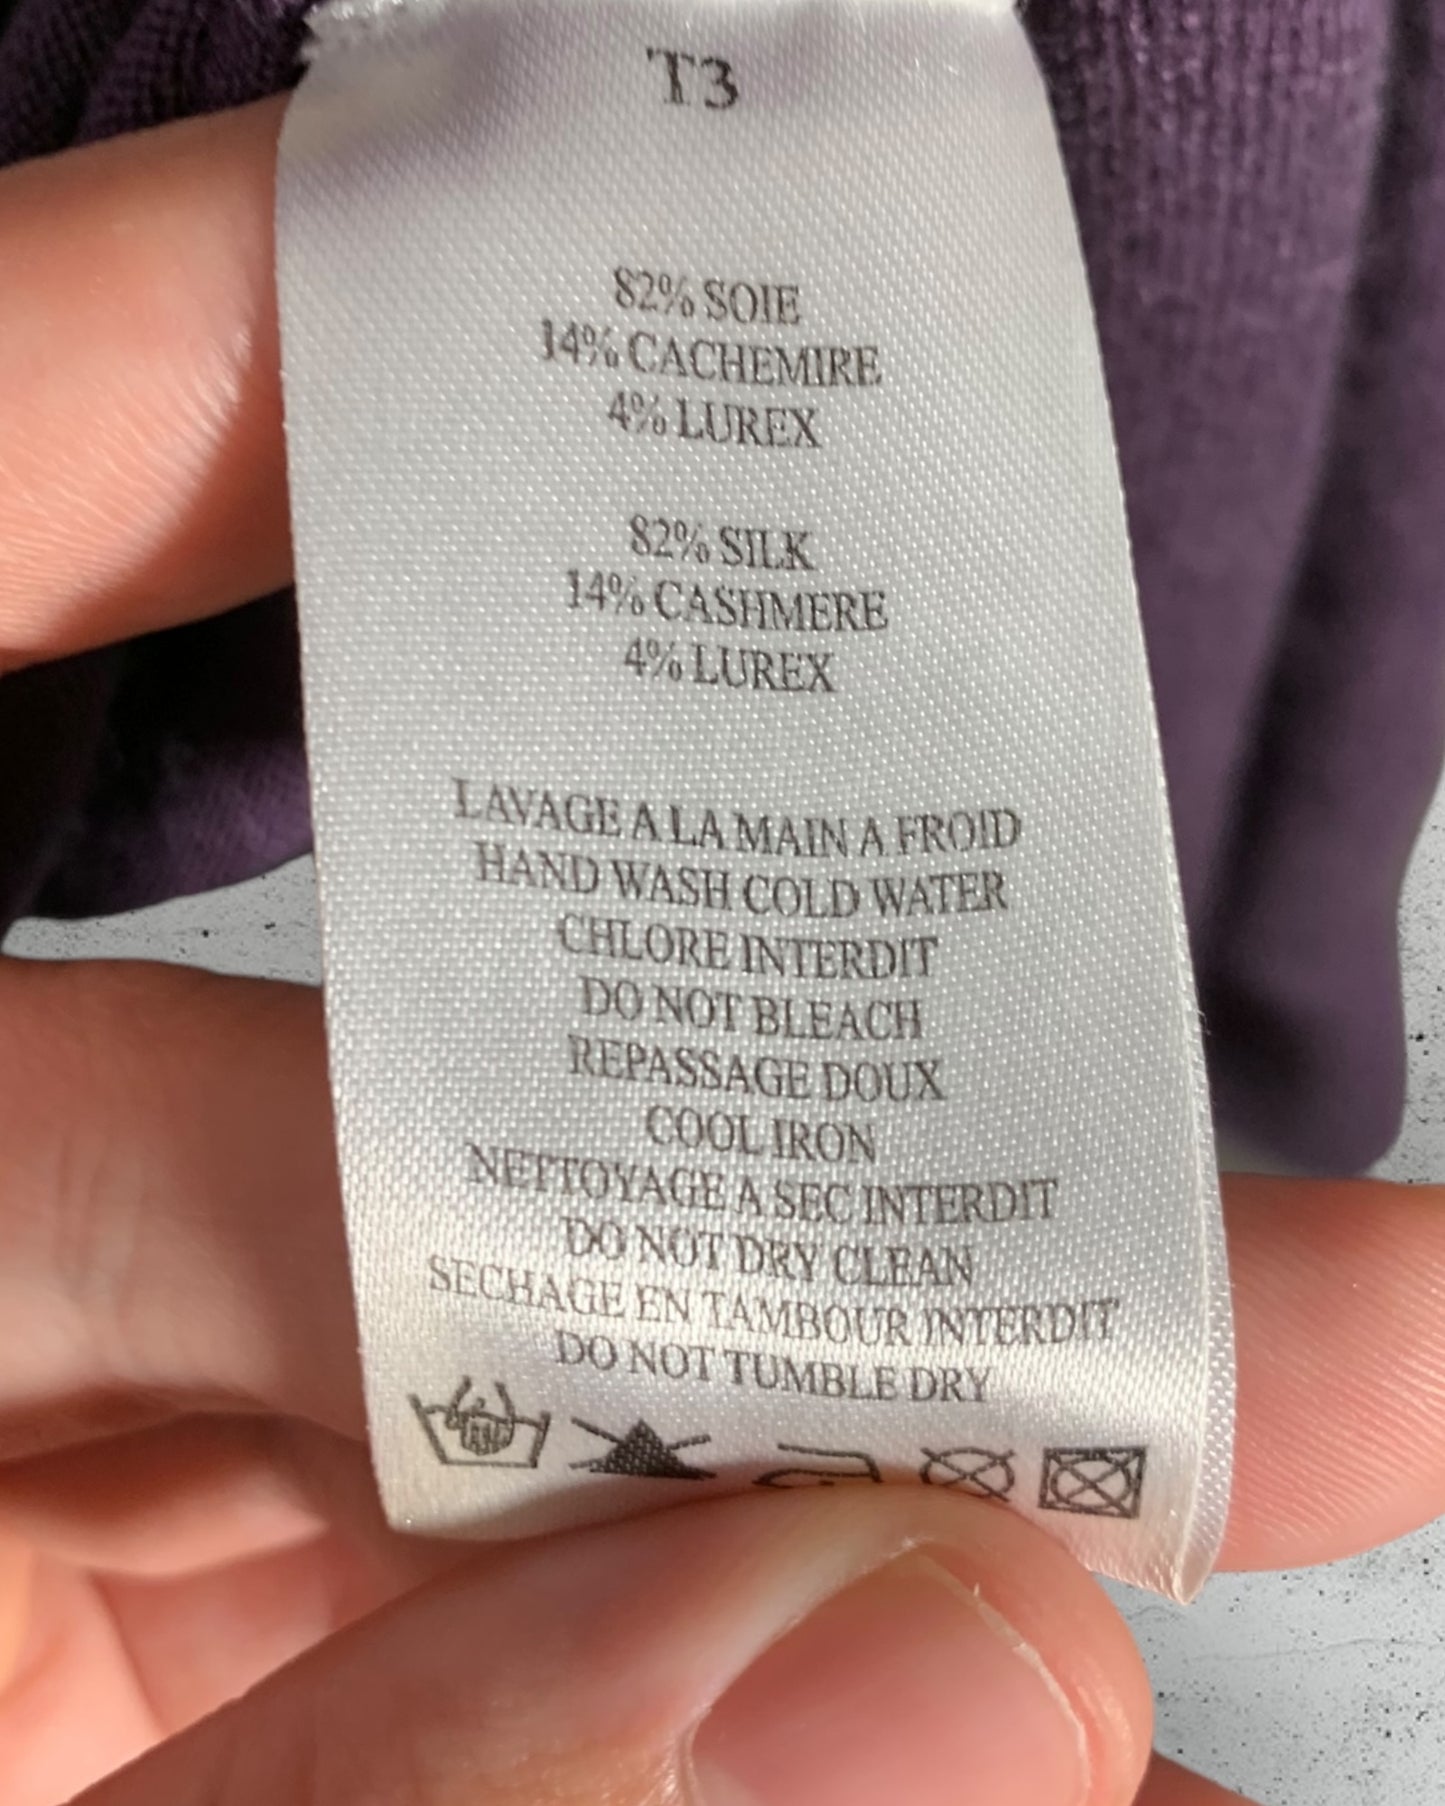 T3
82% SOIE
14% CACHEMIRE
4% LUREX
82% SILK
14% CASHMERE
4% LUREX
LAVAGE A LA MAIN A FROID
HAND WASH COLD WATER
CHLORE INTERDIT
DO NOT BLEACH
REPASSAGE DOUX
COOL IRON
NETTOYAGE A SEC INTERDIT
DO NOT DRY CLEAN
SECHAGE EN TAMBOUR INTERDIT
DO NOT TUMBLE DRY